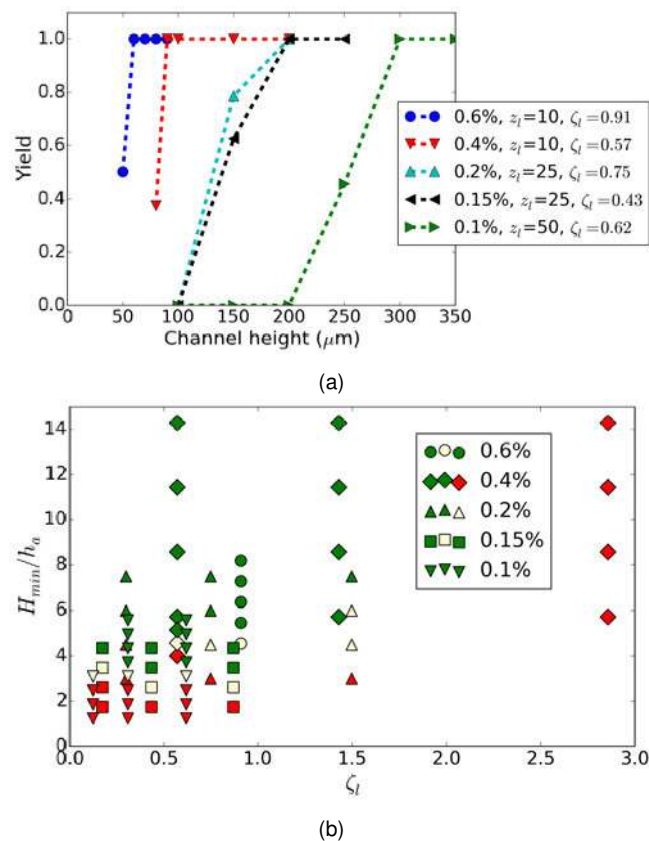 1.0
0.8
0.6
0.4
0.2
0.0
Yield
0 50 100 150 200 250 300 350
Channel height (μm)
0.6%, z_l=10, ζ_l=0.91
0.4%, z_l=10, ζ_l=0.57
0.2%, z_l=25, ζ_l=0.75
0.15%, z_l=25, ζ_l=0.43
0.1%, z_l=50, ζ_l=0.62
(a)
14
12
10
8
6
4
2
0
H_min/h_a
0.0 0.5 1.0 1.5 2.0 2.5 3.0
ζ_l
0.6%
0.4%
0.2%
0.15%
0.1%
(b)